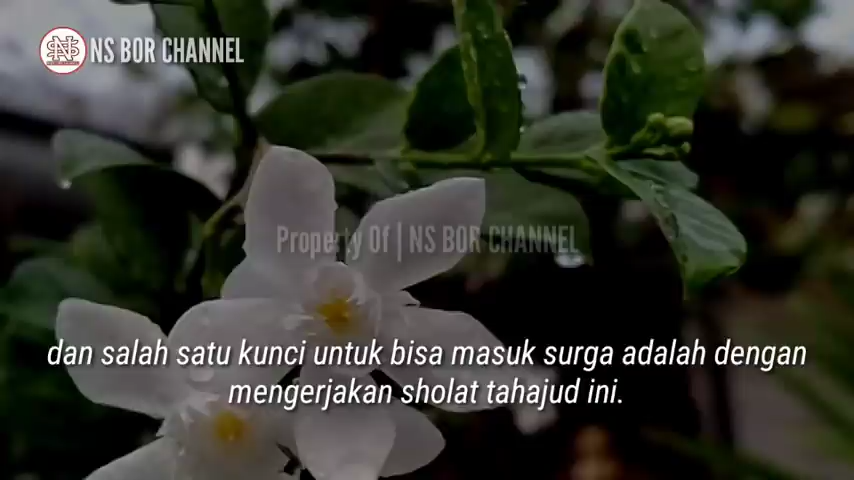 NS BOR CHANNEL
Property Of | NS BOR CHANNEL
dan salah satu kunci untuk bisa masuk surga adalah dengan
mengerjakan sholat tahajud ini.